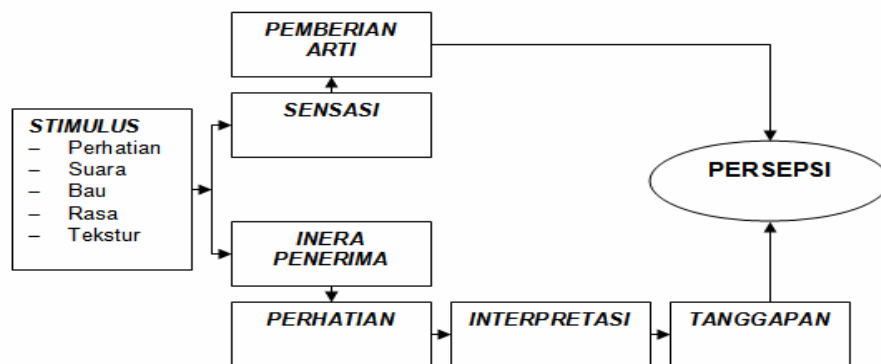 PEMBERIAN
ARTI
SENSASI
STIMULUS
– Perhatian
– Suara
– Bau
– Rasa
– Tekstur
PERSEPSI
INERA
PENERIMA
PERHATIAN
INTERPRETASI
TANGGAPAN